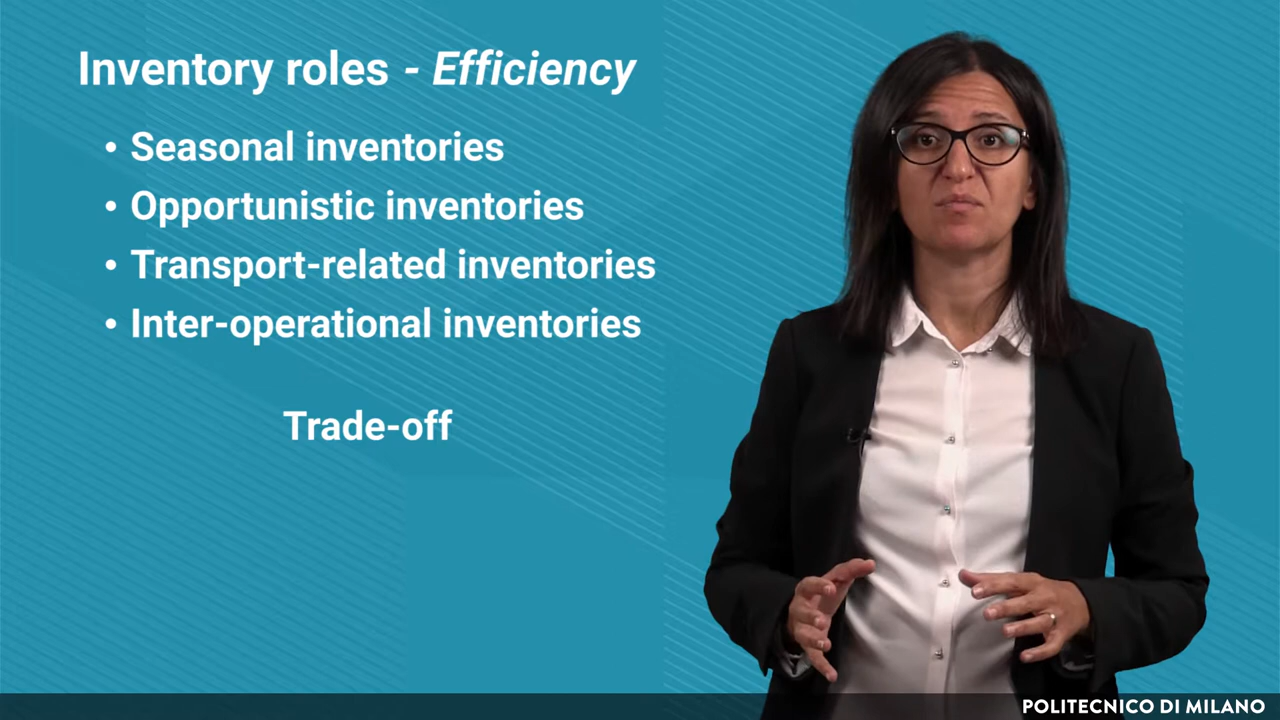 Inventory roles - Efficiency
• Seasonal inventories
• Opportunistic inventories
• Transport-related inventories
• Inter-operational inventories
Trade-off
POLITECNICO DI MILANO